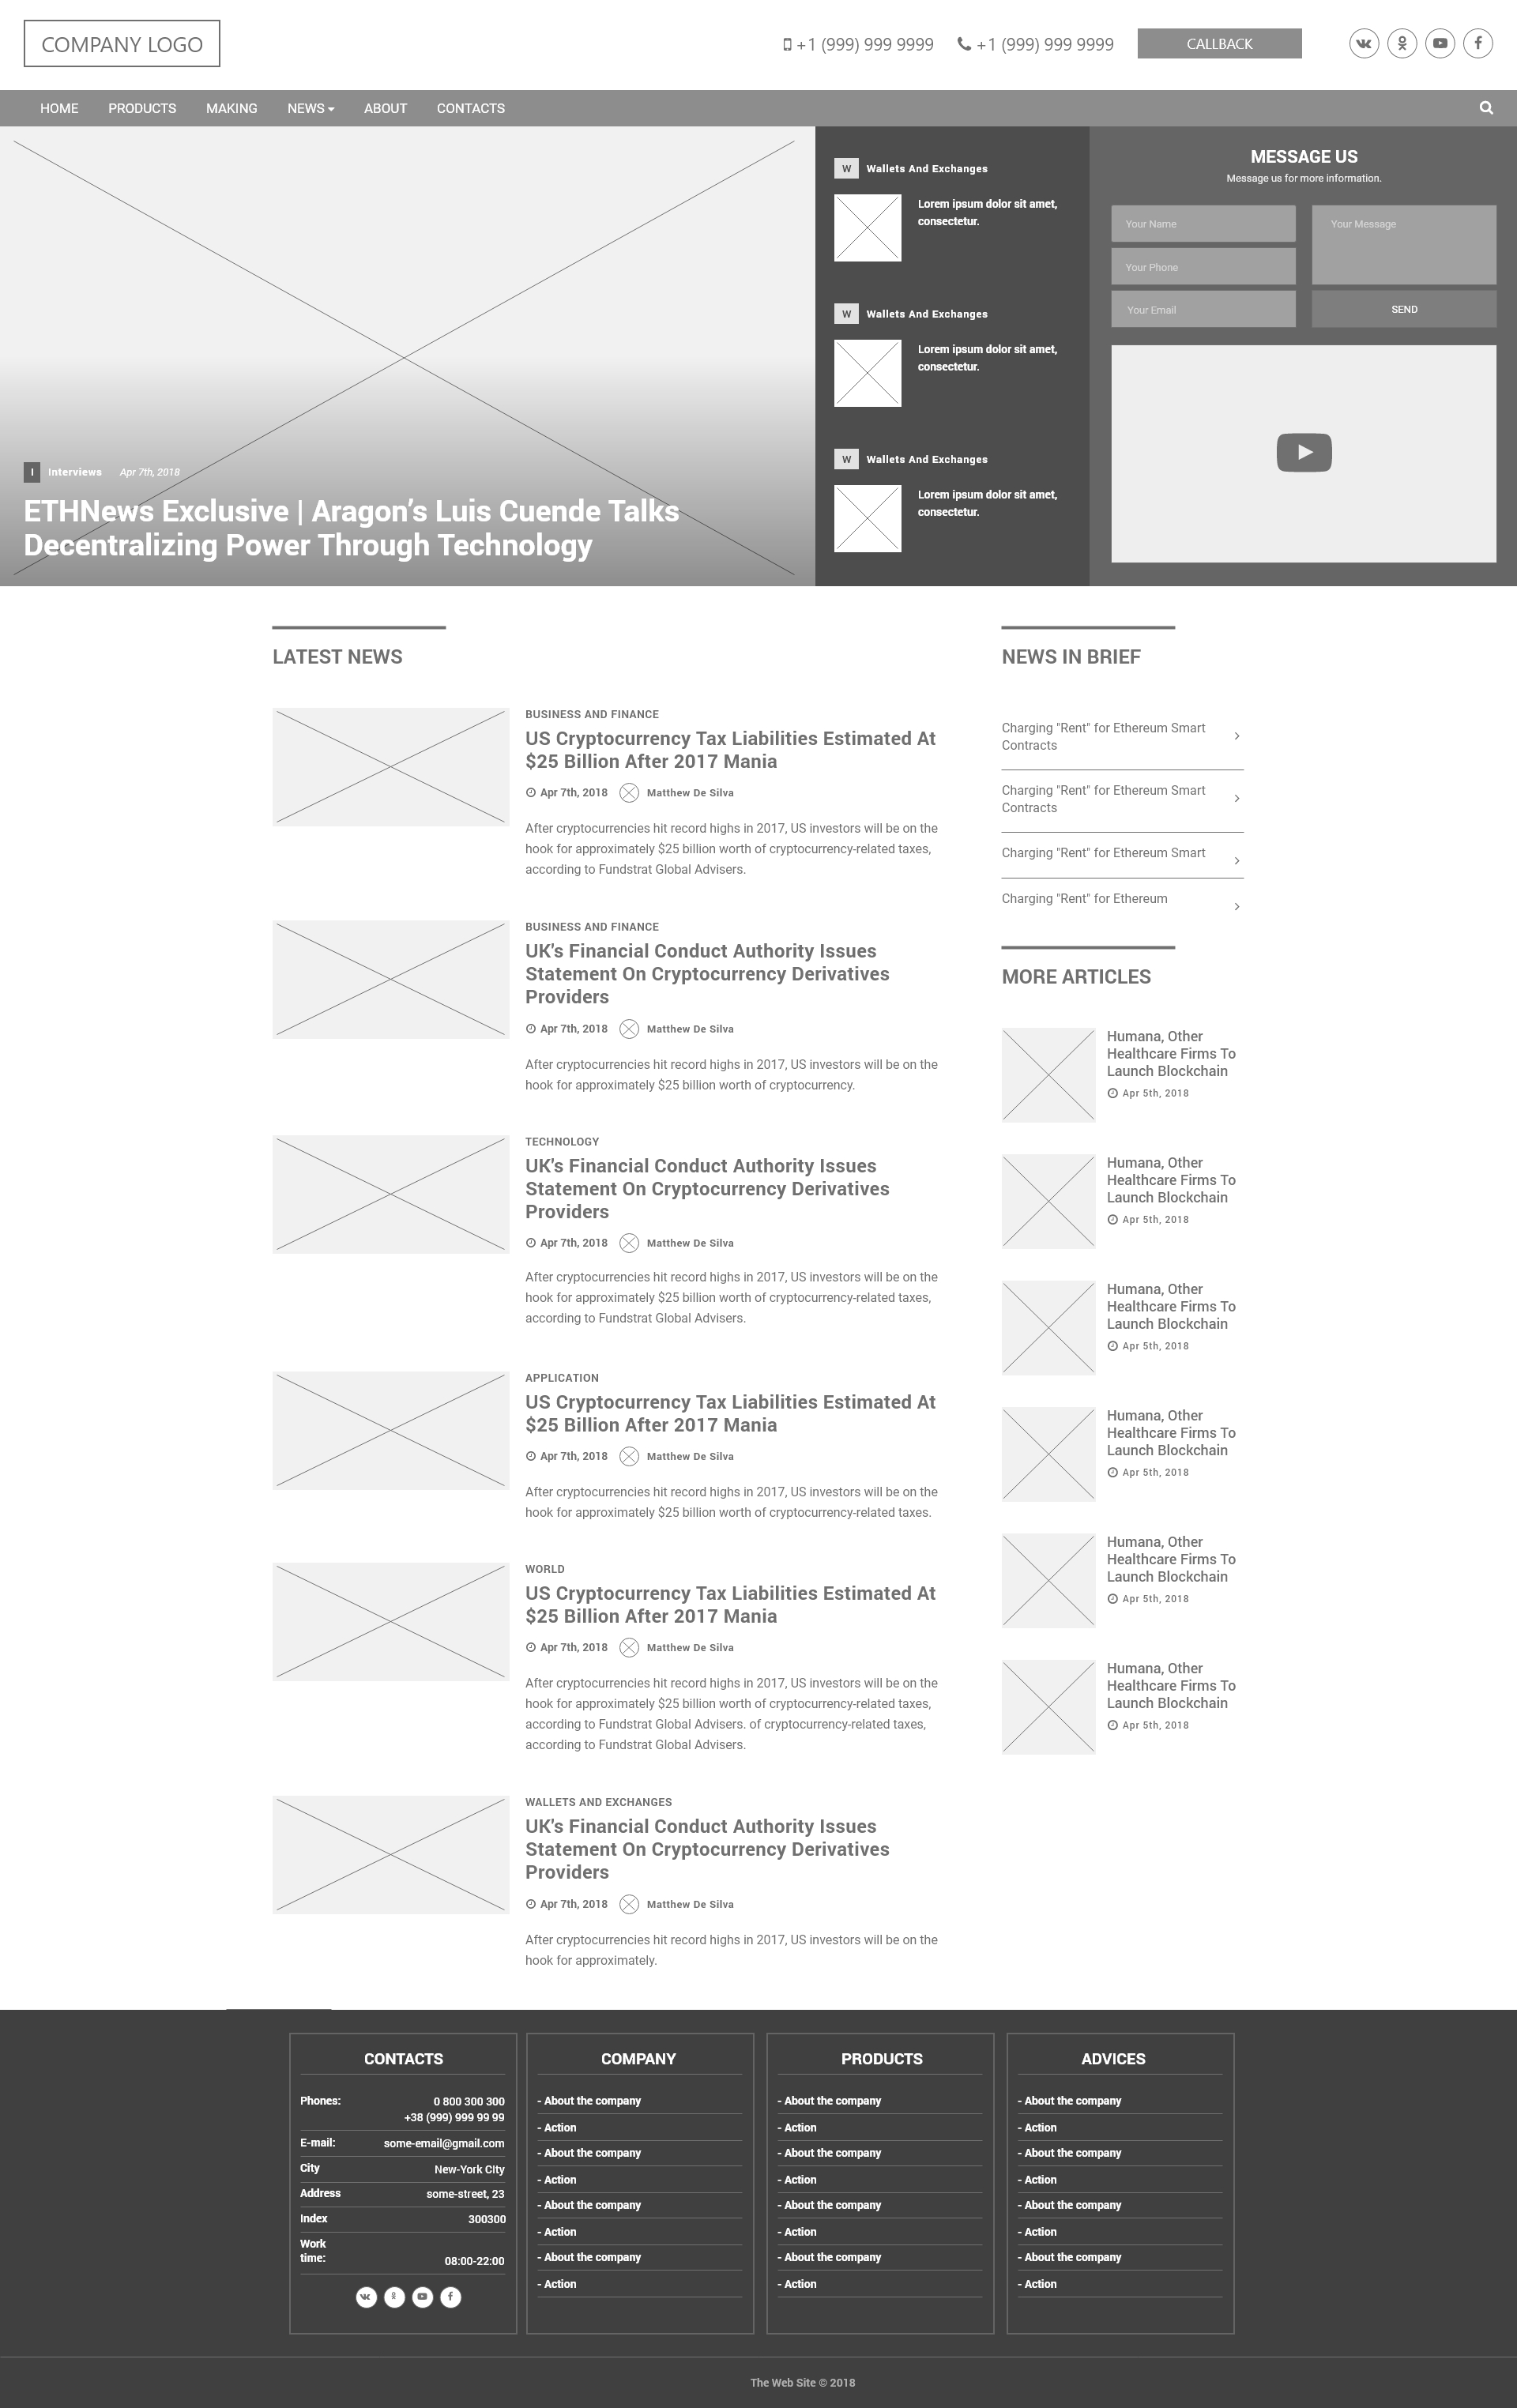 COMPANY LOGO
+1 (999) 999 9999
+1 (999) 999 9999
CALLBACK
HOME PRODUCTS MAKING NEWS ABOUT CONTACTS
I Interviews Apr 7th, 2018
ETHNews Exclusive | Aragon’s Luis Cuende Talks
Decentralizing Power Through Technology
W Wallets And Exchanges
Lorem ipsum dolor sit amet,
consectetur.
W Wallets And Exchanges
Lorem ipsum dolor sit amet,
consectetur.
W Wallets And Exchanges
Lorem ipsum dolor sit amet,
consectetur.
MESSAGE US
Message us for more information.
Your Name
Your Phone
Your Email
Your Message
SEND
LATEST NEWS
BUSINESS AND FINANCE
US Cryptocurrency Tax Liabilities Estimated At
$25 Billion After 2017 Mania
Apr 7th, 2018 Matthew De Silva
After cryptocurrencies hit record highs in 2017, US investors will be on the
hook for approximately $25 billion worth of cryptocurrency-related taxes,
according to Fundstrat Global Advisers.
BUSINESS AND FINANCE
UK's Financial Conduct Authority Issues
Statement On Cryptocurrency Derivatives
Providers
Apr 7th, 2018 Matthew De Silva
After cryptocurrencies hit record highs in 2017, US investors will be on the
hook for approximately $25 billion worth of cryptocurrency.
TECHNOLOGY
UK's Financial Conduct Authority Issues
Statement On Cryptocurrency Derivatives
Providers
Apr 7th, 2018 Matthew De Silva
After cryptocurrencies hit record highs in 2017, US investors will be on the
hook for approximately $25 billion worth of cryptocurrency-related taxes,
according to Fundstrat Global Advisers.
APPLICATION
US Cryptocurrency Tax Liabilities Estimated At
$25 Billion After 2017 Mania
Apr 7th, 2018 Matthew De Silva
After cryptocurrencies hit record highs in 2017, US investors will be on the
hook for approximately $25 billion worth of cryptocurrency-related taxes.
WORLD
US Cryptocurrency Tax Liabilities Estimated At
$25 Billion After 2017 Mania
Apr 7th, 2018 Matthew De Silva
After cryptocurrencies hit record highs in 2017, US investors will be on the
hook for approximately $25 billion worth of cryptocurrency-related taxes,
according to Fundstrat Global Advisers. of cryptocurrency-related taxes,
according to Fundstrat Global Advisers.
WALLETS AND EXCHANGES
UK's Financial Conduct Authority Issues
Statement On Cryptocurrency Derivatives
Providers
Apr 7th, 2018 Matthew De Silva
After cryptocurrencies hit record highs in 2017, US investors will be on the
hook for approximately.
NEWS IN BRIEF
Charging "Rent" for Ethereum Smart
Contracts
Charging "Rent" for Ethereum Smart
Contracts
Charging "Rent" for Ethereum Smart
Charging "Rent" for Ethereum
MORE ARTICLES
Humana, Other
Healthcare Firms To
Launch Blockchain
Apr 5th, 2018
Humana, Other
Healthcare Firms To
Launch Blockchain
Apr 5th, 2018
Humana, Other
Healthcare Firms To
Launch Blockchain
Apr 5th, 2018
Humana, Other
Healthcare Firms To
Launch Blockchain
Apr 5th, 2018
Humana, Other
Healthcare Firms To
Launch Blockchain
Apr 5th, 2018
Humana, Other
Healthcare Firms To
Launch Blockchain
Apr 5th, 2018
CONTACTS
Phones: 0 800 300 300
+38 (999) 999 99 99
E-mail: some-email@gmail.com
City New-York CIty
Address some-street, 23
Index 300300
Work
time: 08:00-22:00
COMPANY
- About the company
- Action
- About the company
- Action
- About the company
- Action
- About the company
- Action
PRODUCTS
- About the company
- Action
- About the company
- Action
- About the company
- Action
- About the company
- Action
ADVICES
- About the company
- Action
- About the company
- Action
- About the company
- Action
- About the company
- Action
The Web Site © 2018